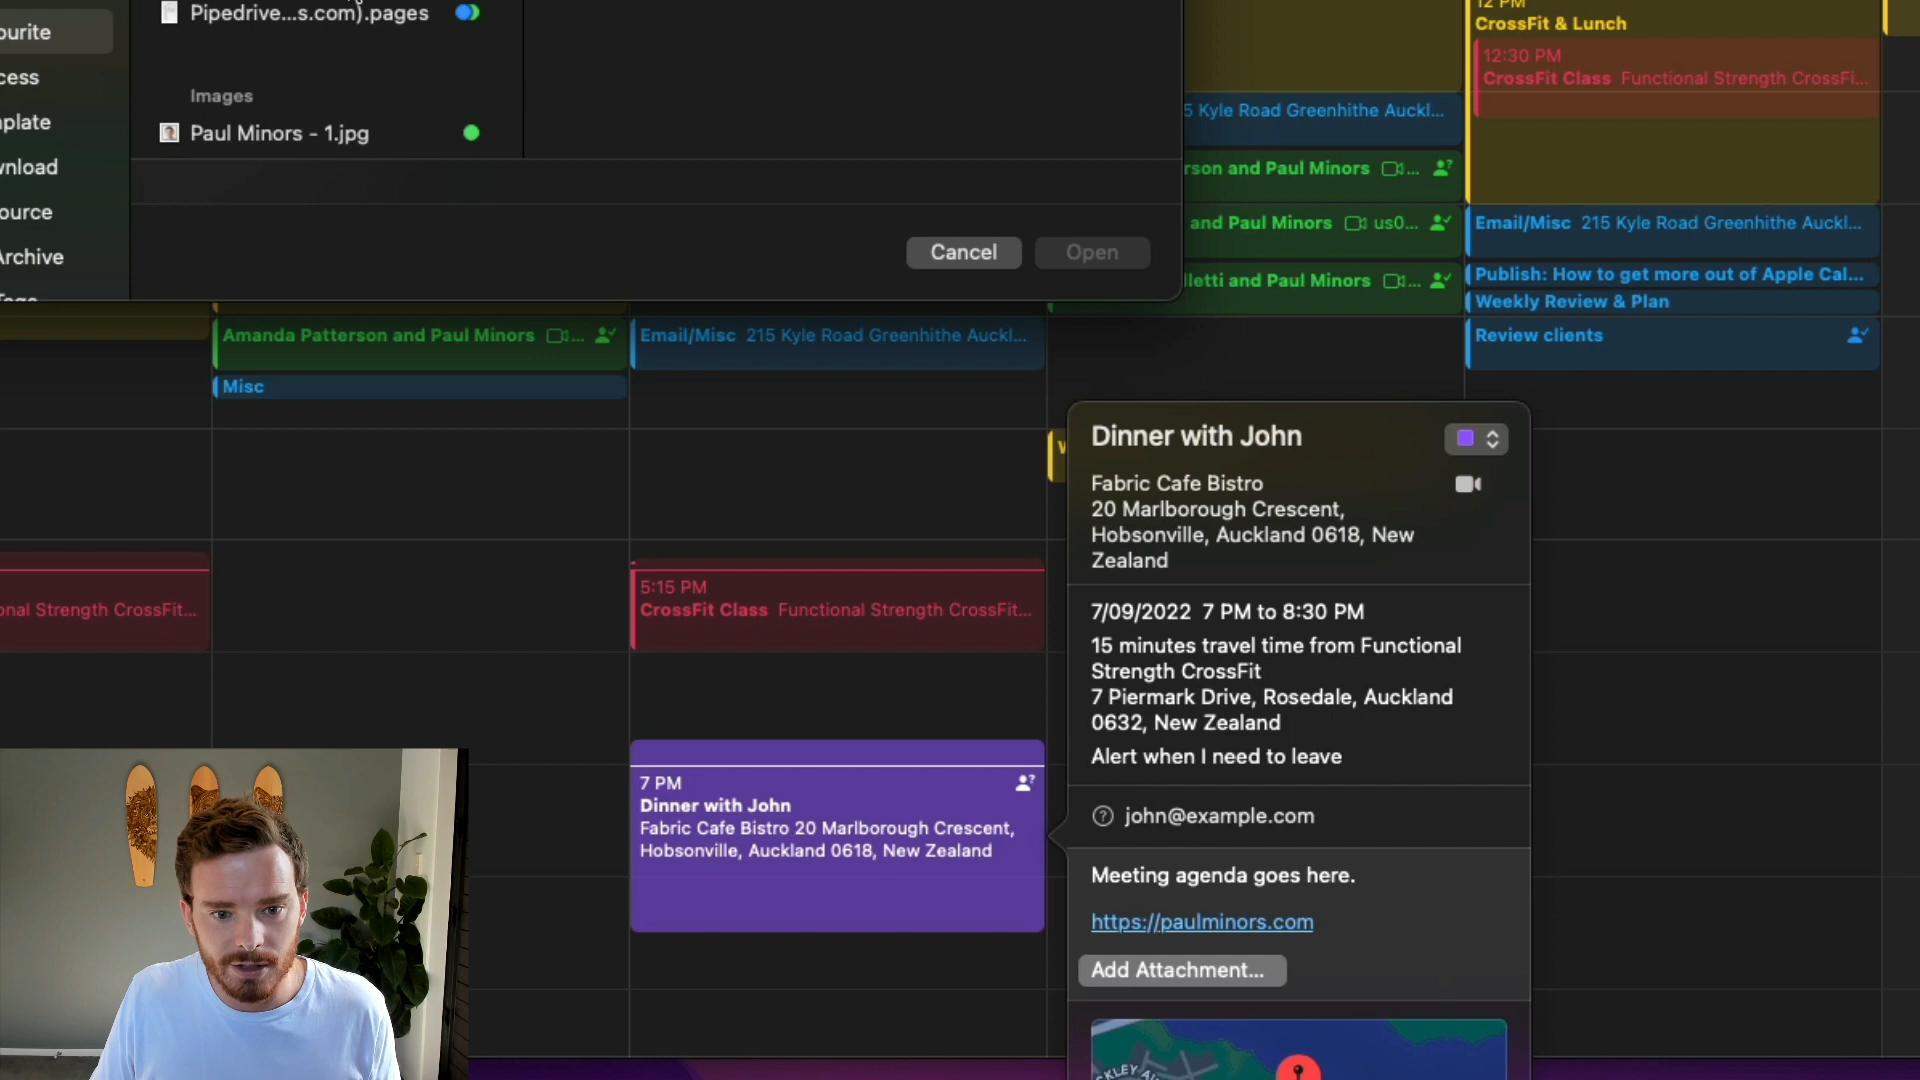 Pipedrive...s.com).pages
Images
Paul Minors - 1.jpg
Cancel
Open
12 PM
CrossFit & Lunch
12:30 PM
CrossFit Class Functional Strength CrossFi...
5 Kyle Road Greenhithe Auckl...
rson and Paul Minors
and Paul Minors us0...
letti and Paul Minors
Email/Misc 215 Kyle Road Greenhithe Auckl...
Publish: How to get more out of Apple Cal...
Weekly Review & Plan
Review clients
Amanda Patterson and Paul Minors
Misc
Email/Misc 215 Kyle Road Greenhithe Auckl...
onal Strength CrossFit...
5:15 PM
CrossFit Class Functional Strength CrossFit...
7 PM
Dinner with John
Fabric Cafe Bistro 20 Marlborough Crescent,
Hobsonville, Auckland 0618, New Zealand
Dinner with John
Fabric Cafe Bistro
20 Marlborough Crescent,
Hobsonville, Auckland 0618, New
Zealand
7/09/2022 7 PM to 8:30 PM
15 minutes travel time from Functional
Strength CrossFit
7 Piermark Drive, Rosedale, Auckland
0632, New Zealand
Alert when I need to leave
john@example.com
Meeting agenda goes here.
https://paulminors.com
Add Attachment...
ourite
cess
plate
wnload
ource
Archive